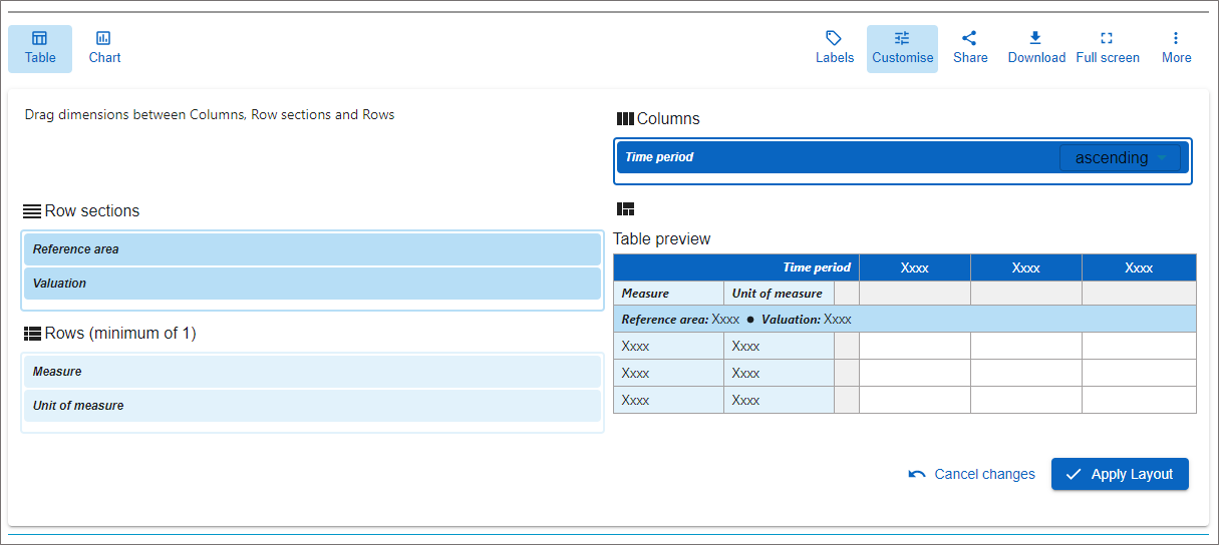 Table Chart Labels Customise Share Download Full screen More
Drag dimensions between Columns, Row sections and Rows
Columns
Time period ascending
Row sections
Reference area
Valuation
Rows (minimum of 1)
Measure
Unit of measure
Table preview
Time period Xxxx Xxxx Xxxx
Measure Unit of measure
Reference area: Xxxx ● Valuation: Xxxx
Xxxx Xxxx
Xxxx Xxxx
Xxxx Xxxx
Cancel changes Apply Layout